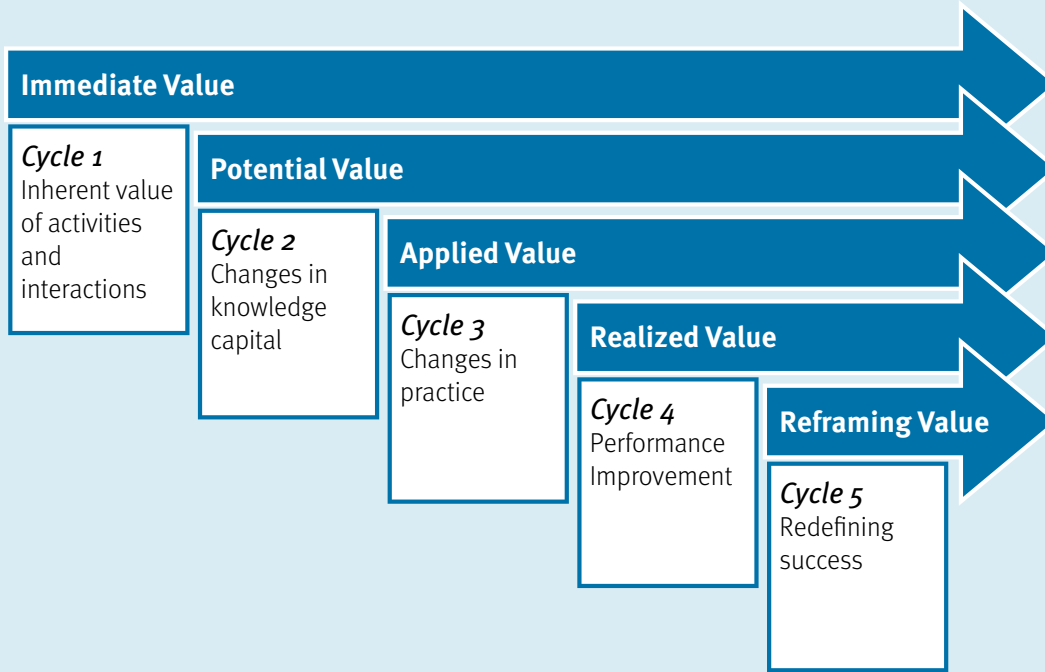 Immediate Value
Cycle 1
Inherent value
of activities
and
interactions
Potential Value
Cycle 2
Changes in
knowledge
capital
Applied Value
Cycle 3
Changes in
practice
Realized Value
Cycle 4
Performance
Improvement
Reframing Value
Cycle 5
Redefining
success